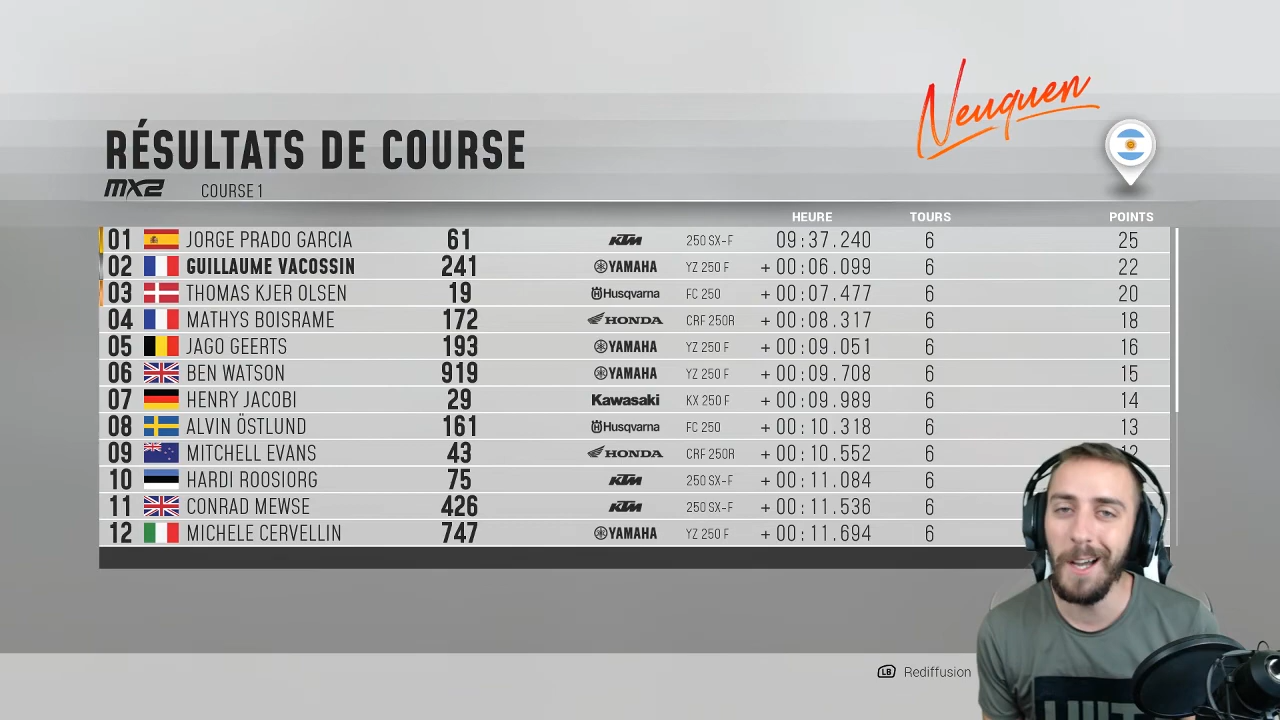 Neuquen
RÉSULTATS DE COURSE
MX2 COURSE 1
HEURE TOURS POINTS
01 JORGE PRADO GARCIA 61 KTM 250 SX-F 09:37.240 6 25
02 GUILLAUME VACOSSIN 241 YAMAHA YZ 250 F + 00:06.099 6 22
03 THOMAS KJER OLSEN 19 Husqvarna FC 250 + 00:07.477 6 20
04 MATHYS BOISRAME 172 HONDA CRF 250R + 00:08.317 6 18
05 JAGO GEERTS 193 YAMAHA YZ 250 F + 00:09.051 6 16
06 BEN WATSON 919 YAMAHA YZ 250 F + 00:09.708 6 15
07 HENRY JACOBI 29 Kawasaki KX 250 F + 00:09.989 6 14
08 ALVIN ÖSTLUND 161 Husqvarna FC 250 + 00:10.318 6 13
09 MITCHELL EVANS 43 HONDA CRF 250R + 00:10.552 6 12
10 HARDI ROOSIORG 75 KTM 250 SX-F + 00:11.084 6
11 CONRAD MEWSE 426 KTM 250 SX-F + 00:11.536 6
12 MICHELE CERVELLIN 747 YAMAHA YZ 250 F + 00:11.694 6
LB Rediffusion